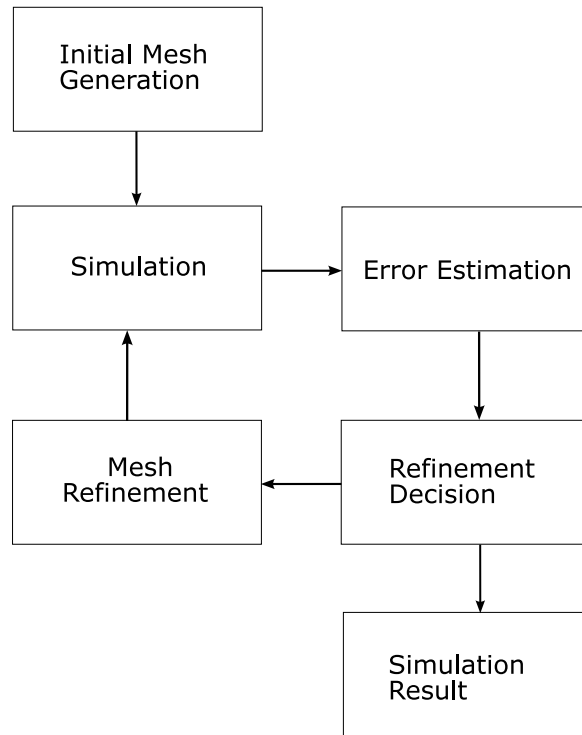 Initial Mesh
Generation
Simulation
Error Estimation
Mesh
Refinement
Refinement
Decision
Simulation
Result